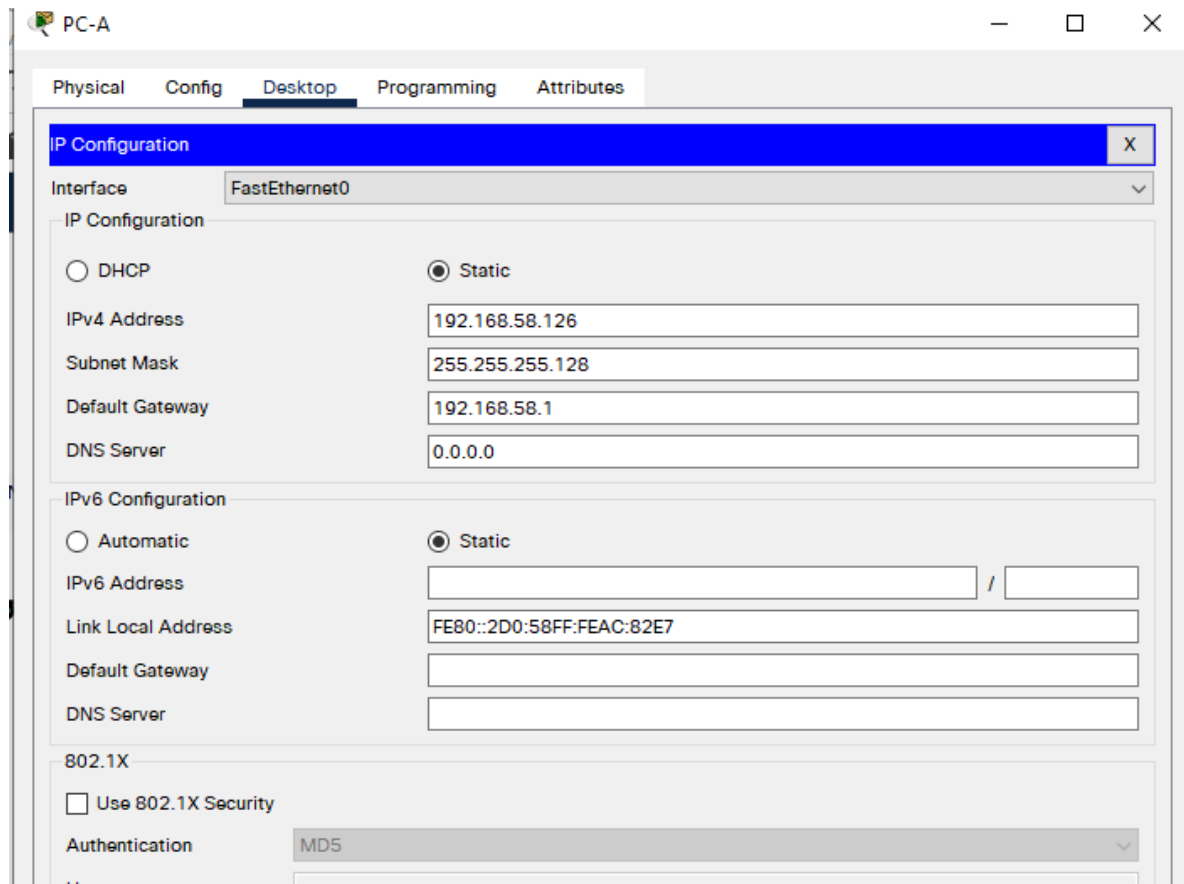 PC-A
Physical Config Desktop Programming Attributes
IP Configuration X
Interface FastEthernet0
IP Configuration
DHCP Static
IPv4 Address 192.168.58.126
Subnet Mask 255.255.255.128
Default Gateway 192.168.58.1
DNS Server 0.0.0.0
IPv6 Configuration
Automatic Static
IPv6 Address /
Link Local Address FE80::2D0:58FF:FEAC:82E7
Default Gateway
DNS Server
802.1X
Use 802.1X Security
Authentication MD5